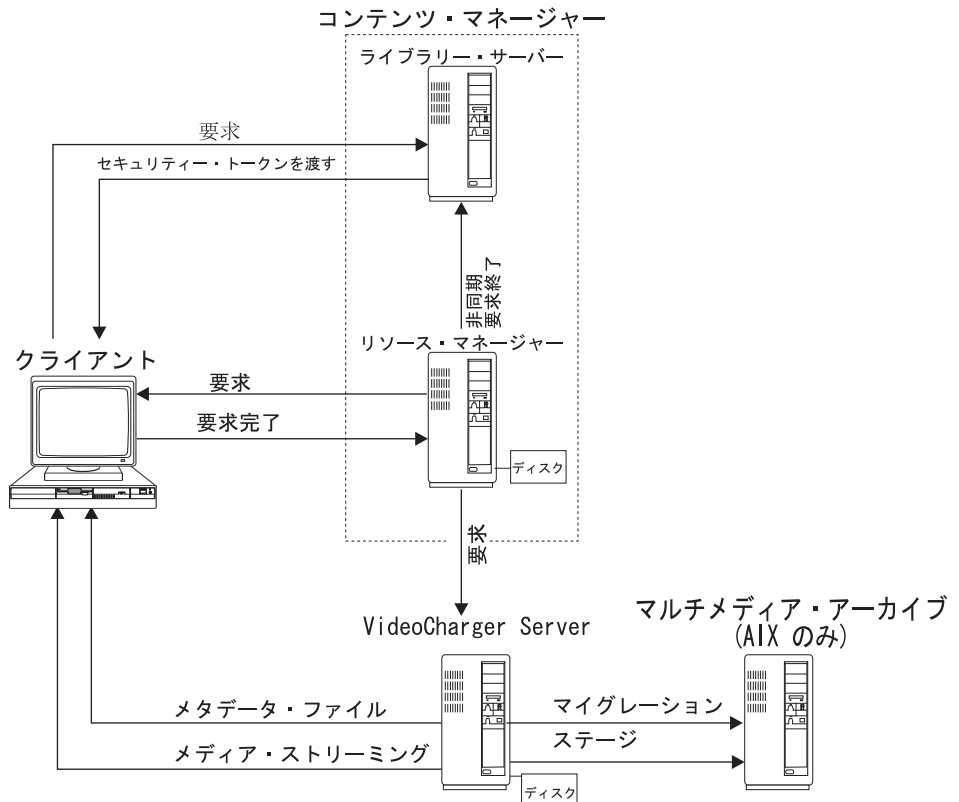 コンテンツ・マネージャー
ライブラリー・サーバー
要求
セキュリティー・トークンを渡す
非同期
要求終了
リソース・マネージャー
クライアント
要求
要求完了
ディスク
要求
VideoCharger Server
マルチメディア・アーカイブ
(AIX のみ)
メタデータ・ファイル
マイグレーション
メディア・ストリーミング
ステージ
ディスク